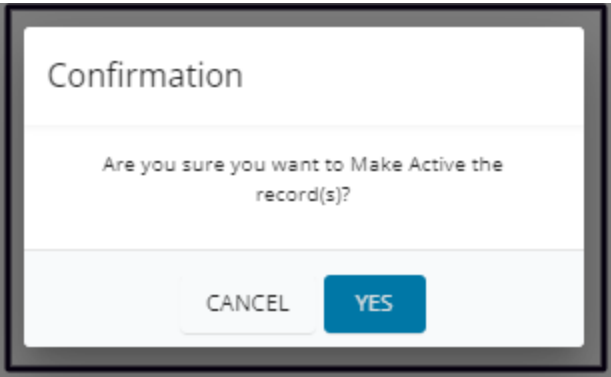 Confirmation
Are you sure you want to Make Active the
record(s)?
CANCEL YES